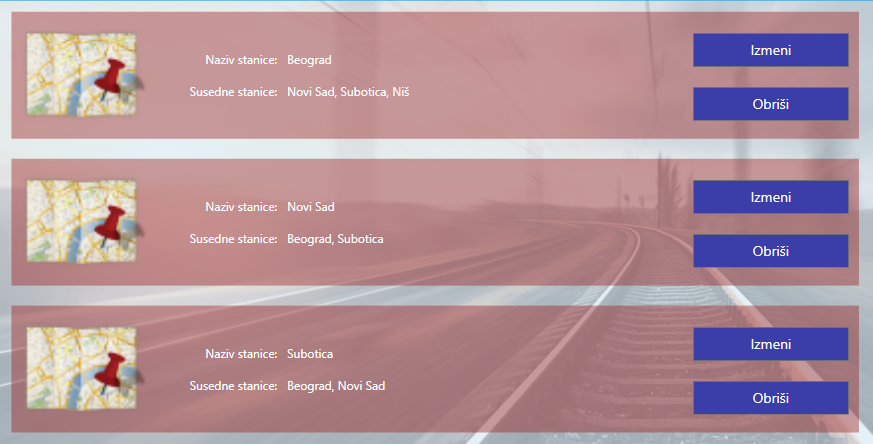 Naziv stanice: Beograd
Izmeni
Susedne stanice: Novi Sad, Subotica, Niš
Obriši
Naziv stanice: Novi Sad
Izmeni
Susedne stanice: Beograd, Subotica
Obriši
Naziv stanice: Subotica
Izmeni
Susedne stanice: Beograd, Novi Sad
Obriši